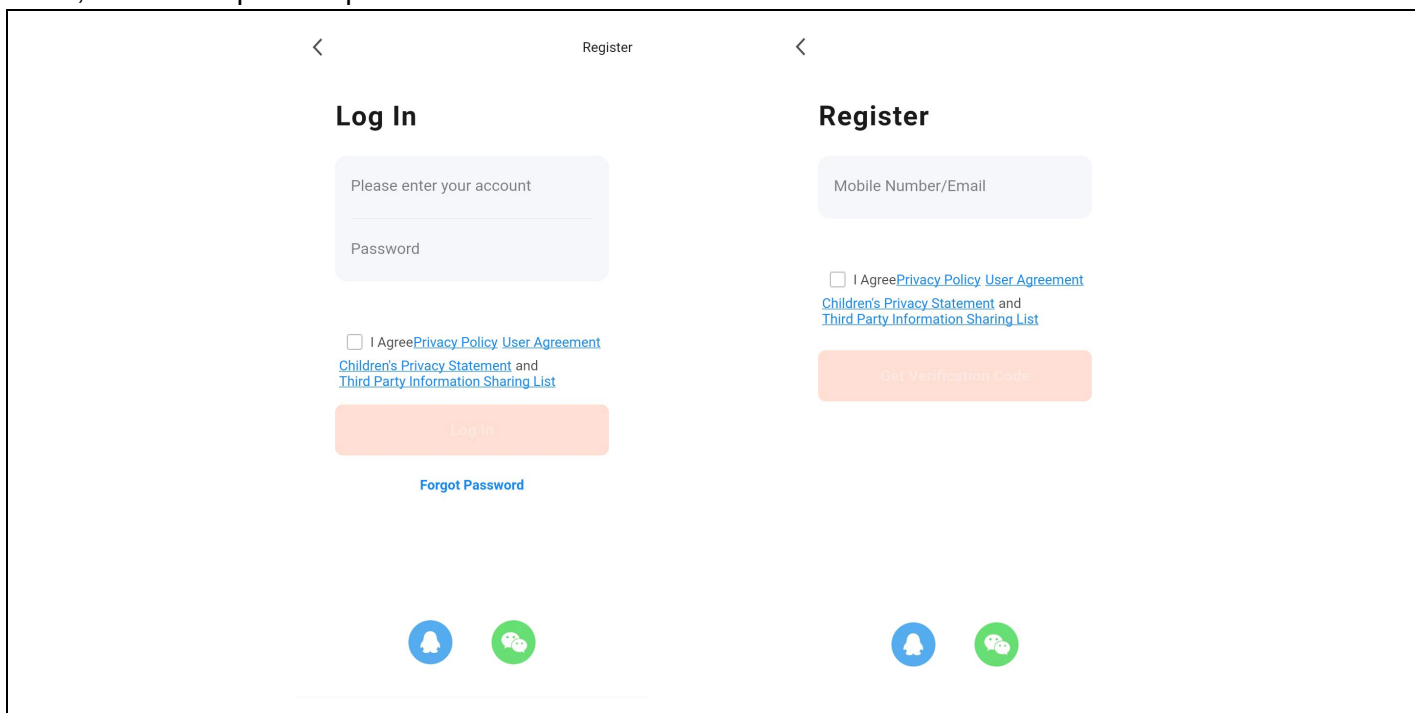 Register
Log In
Please enter your account
Password
I AgreePrivacy Policy User Agreement
Children's Privacy Statement and
Third Party Information Sharing List
Log In
Forgot Password
Register
Mobile Number/Email
I AgreePrivacy Policy User Agreement
Children's Privacy Statement and
Third Party Information Sharing List
Get Verification Code